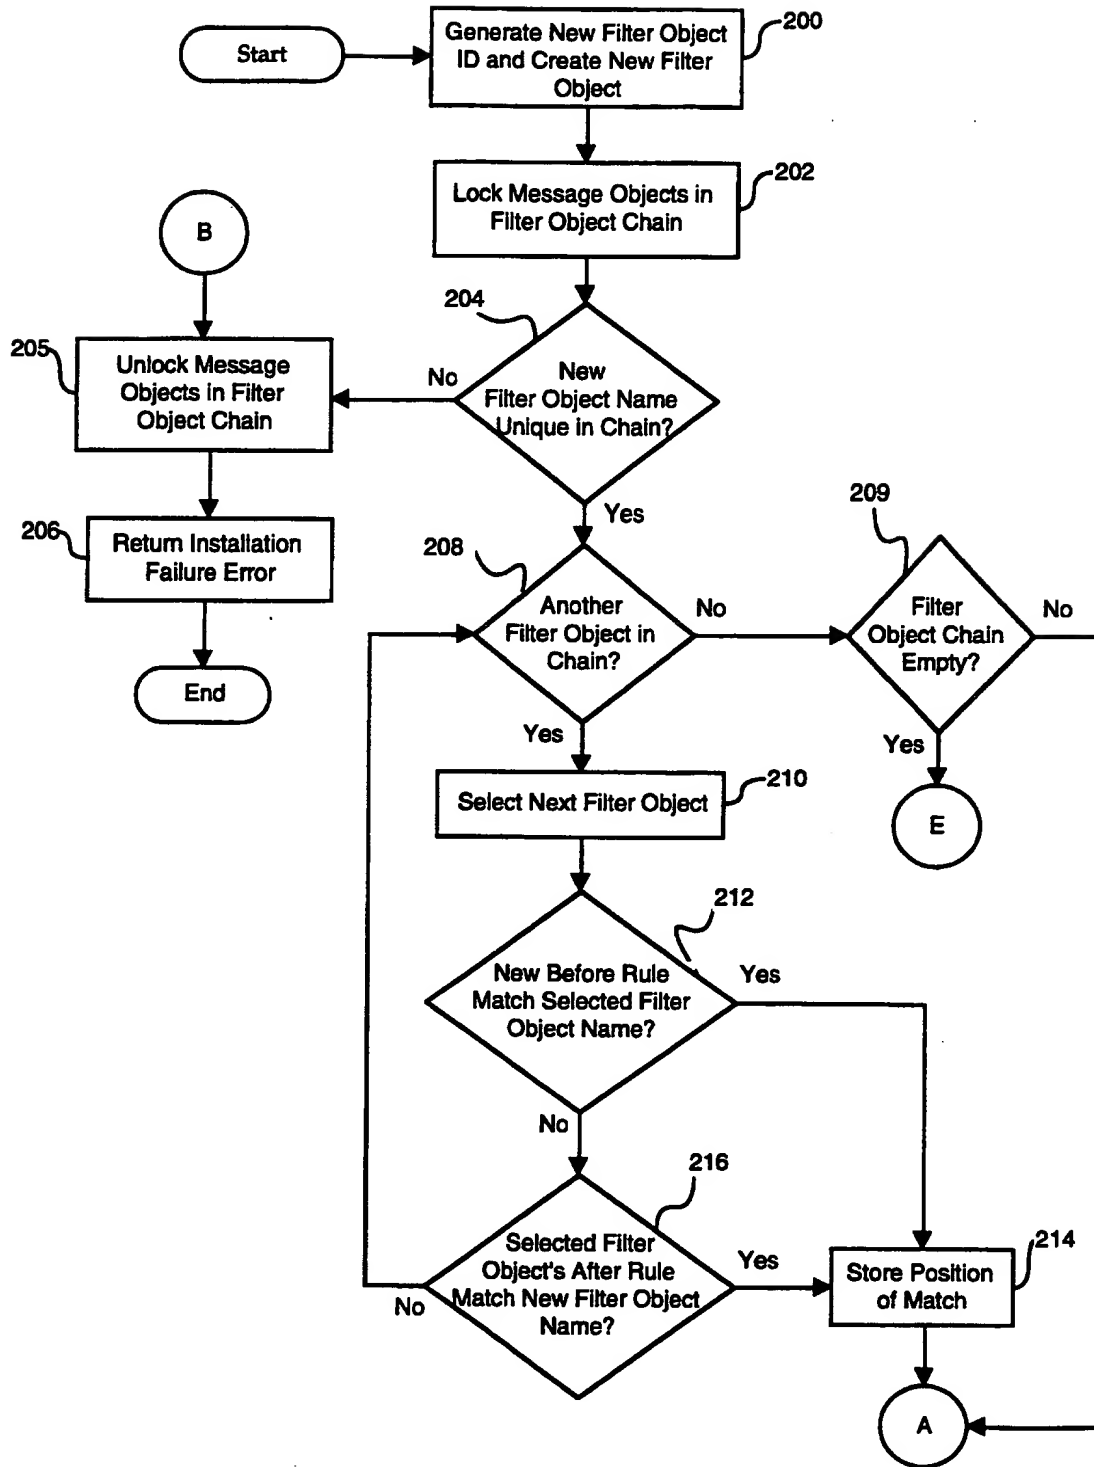 Start
Generate New Filter Object
ID and Create New Filter
Object
200
Lock Message Objects in
Filter Object Chain
202
B
204
205
Unlock Message
Objects in Filter
Object Chain
No
New
Filter Object Name
Unique in Chain?
Yes
206
Return Installation
Failure Error
End
208
Another
Filter Object in
Chain?
No
209
Filter
Object Chain
Empty?
No
Yes
Yes
E
Select Next Filter Object
210
212
New Before Rule
Match Selected Filter
Object Name?
Yes
No
216
Selected Filter
Object's After Rule
Match New Filter Object
Name?
Yes
No
Store Position
of Match
214
A